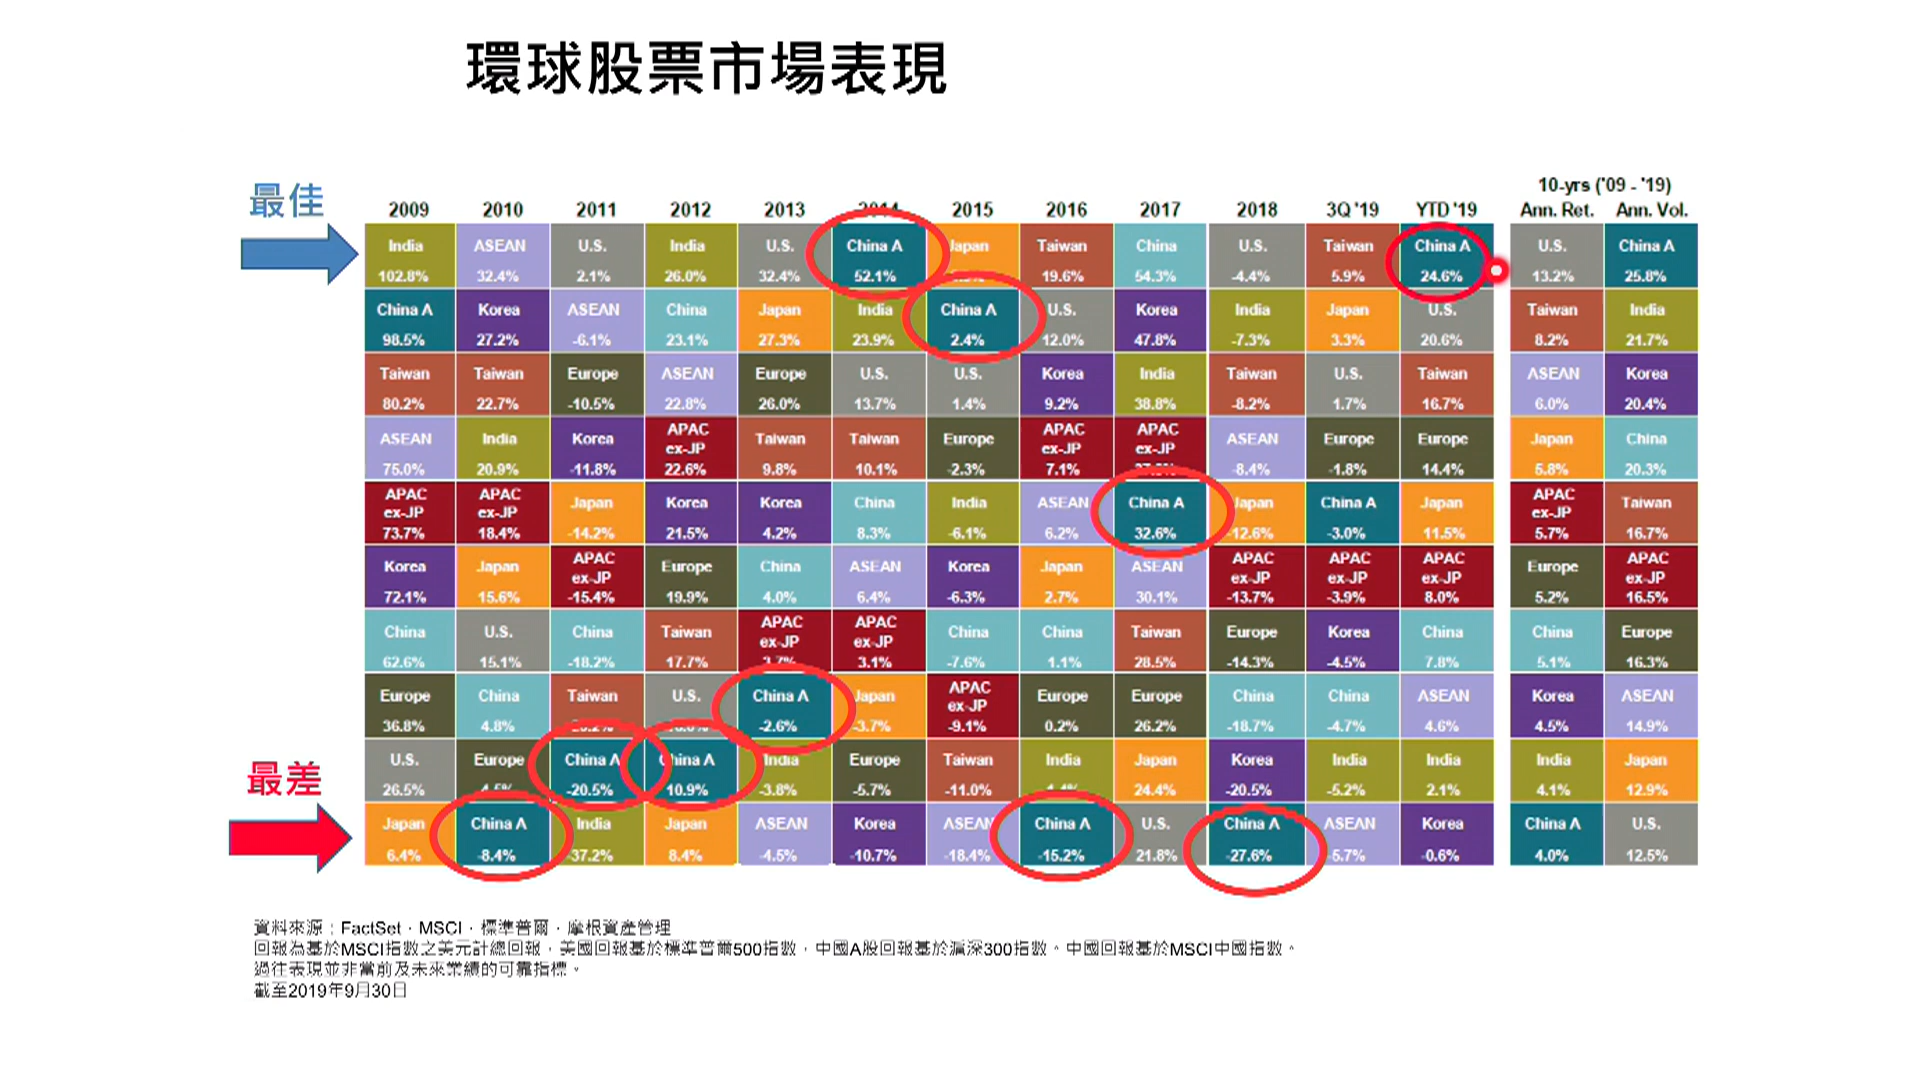 環球股票市場表現
10-yrs ('09 - '19)
最佳
2009 2010 2011 2012 2013 2014 2015 2016 2017 2018 3Q '19 YTD '19 Ann. Ret. Ann. Vol.
India ASEAN U.S. India U.S. China A Japan Taiwan China U.S. Taiwan China A U.S. China A
102.8% 32.4% 2.1% 26.0% 32.4% 52.1% 19.6% 54.3% -4.4% 5.9% 24.6% 13.2% 25.8%
China A Korea ASEAN China Japan India China A U.S. Korea India Japan U.S. Taiwan India
98.5% 27.2% -6.1% 23.1% 27.3% 23.9% 2.4% 12.0% 47.8% -7.3% 3.3% 20.6% 8.2% 21.7%
Taiwan Taiwan Europe ASEAN Europe U.S. U.S. Korea India Taiwan U.S. Taiwan ASEAN Korea
80.2% 22.7% -10.5% 22.8% 26.0% 13.7% 1.4% 9.2% 38.8% -8.2% 1.7% 16.7% 6.0% 20.4%
ASEAN India Korea APAC ex-JP Taiwan Taiwan Europe APAC ex-JP APAC ex-JP ASEAN Europe Europe Japan China
75.0% 20.9% -11.8% 22.6% 9.8% 10.1% -2.3% 7.1% -8.4% -1.8% 14.4% 5.8% 20.3%
APAC ex-JP APAC ex-JP Japan Korea Korea China India ASEAN China A Japan China A Japan APAC ex-JP Taiwan
73.7% 18.4% -14.2% 21.5% 4.2% 8.3% -6.1% 6.2% 32.6% -12.6% -3.0% 11.5% 5.7% 16.7%
Korea Japan APAC ex-JP Europe China ASEAN Korea Japan ASEAN APAC ex-JP APAC ex-JP APAC ex-JP Europe APAC ex-JP
72.1% 15.6% -15.4% 19.9% 4.0% 6.4% -6.3% 2.7% 30.1% -13.7% -3.9% 8.0% 5.2% 16.5%
China U.S. China Taiwan APAC ex-JP APAC ex-JP China China Taiwan Europe Korea China China Europe
62.6% 15.1% -18.2% 17.7% 3.1% -7.6% 1.1% 28.5% -14.3% -4.5% 7.8% 5.1% 16.3%
Europe China Taiwan U.S. China A Japan APAC ex-JP Europe Europe China China ASEAN Korea ASEAN
36.8% 4.8% -2.6% -3.7% -9.1% 0.2% 26.2% -18.7% -4.7% 4.6% 4.5% 14.9%
最差
U.S. Europe China A China A India Europe Taiwan India Japan Korea India India India Japan
26.5% -20.5% 10.9% -3.8% -5.7% -11.0% 24.4% -20.5% -5.2% 2.1% 4.1% 12.9%
Japan China A India Japan ASEAN Korea ASEAN China A U.S. China A ASEAN Korea China A U.S.
6.4% -8.4% -37.2% 8.4% -4.5% -10.7% -18.4% -15.2% 21.8% -27.6% -5.7% -0.6% 4.0% 12.5%
資料來源：FactSet，MSCI，標準普爾，摩根資產管理
回報為基於MSCI指數之美元計總回報，美國回報基於標準普爾500指數，中國A股回報基於滬深300指數。中國回報基於MSCI中國指數。
過往表現並非當前及未來業績的可靠指標。
截至2019年9月30日